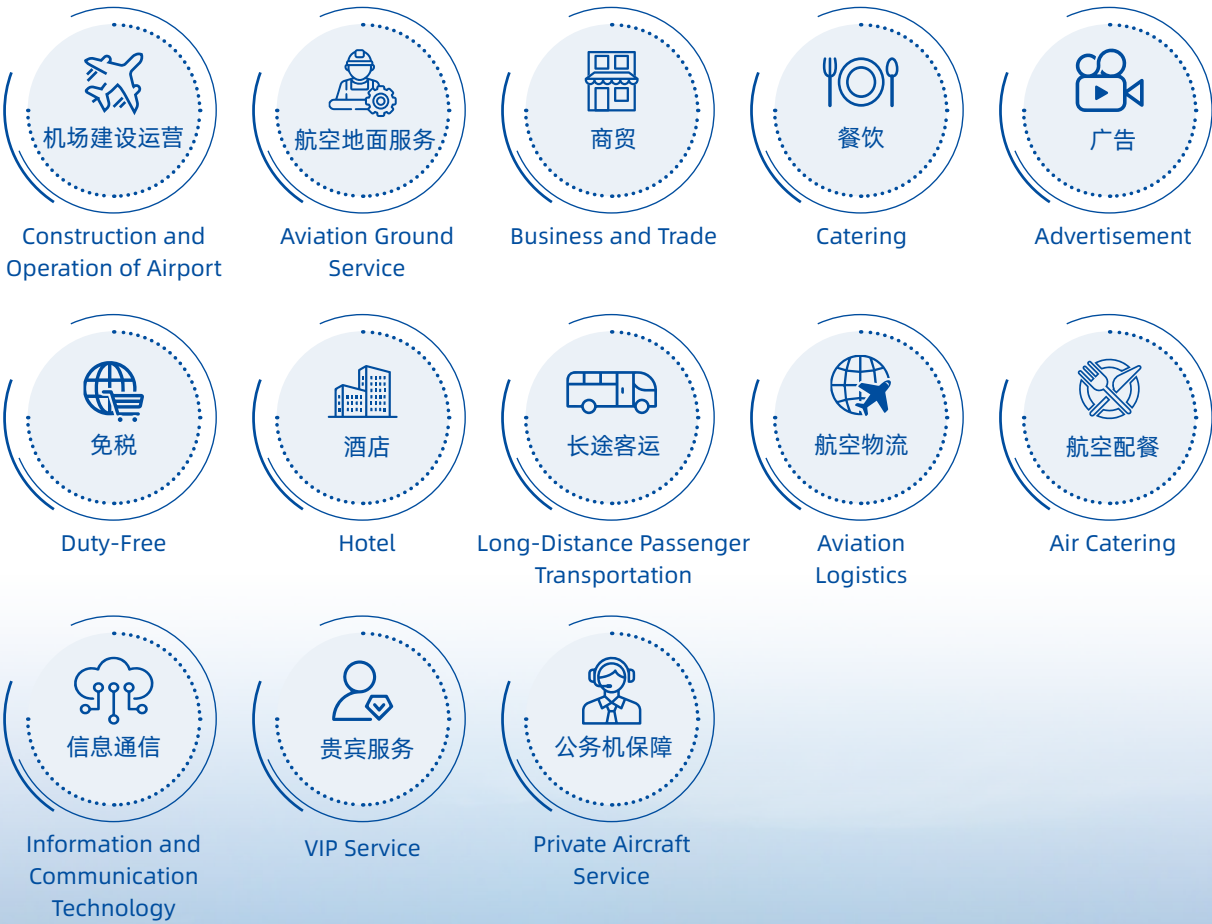 机场建设运营
Construction and
Operation of Airport
航空地面服务
Aviation Ground
Service
商贸
Business and Trade
餐饮
Catering
广告
Advertisement
免税
Duty-Free
酒店
Hotel
长途客运
Long-Distance Passenger
Transportation
航空物流
Aviation
Logistics
航空配餐
Air Catering
信息通信
Information and
Communication
Technology
贵宾服务
VIP Service
公务机保障
Private Aircraft
Service